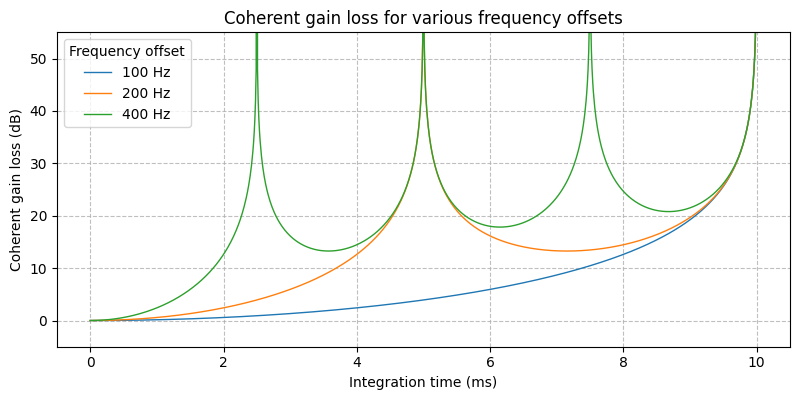 Coherent gain loss for various frequency offsets
Coherent gain loss (dB)
50
40
30
20
10
0
Frequency offset
100 Hz
200 Hz
400 Hz
0 2 4 6 8 10
Integration time (ms)